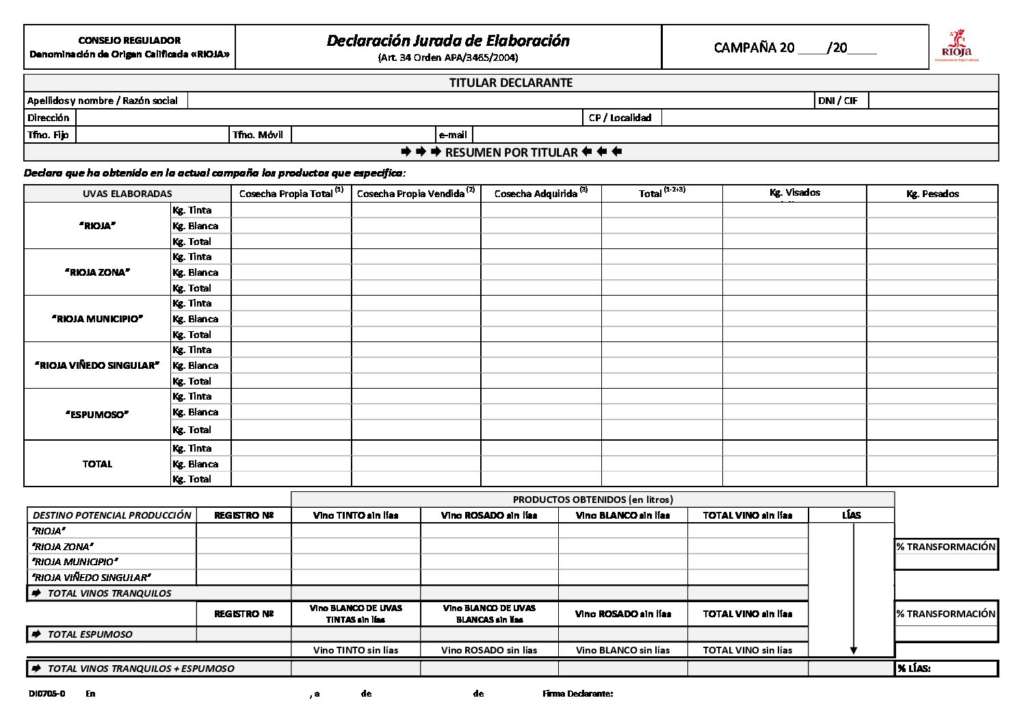 CONSEJO REGULADOR
Denominación de Origen Calificada «RIOJA»
Declaración Jurada de Elaboración
(Art. 34 Orden APA/3465/2004)
CAMPAÑA 20 ____/20____
RIOJA
TITULAR DECLARANTE
Apellidos y nombre / Razón social DNI / CIF
Dirección CP / Localidad
Tfno. Fijo Tfno. Móvil e-mail
🡆 🡆 🡆 RESUMEN POR TITULAR 🡄 🡄 🡄
Declara que ha obtenido en la actual campaña los productos que especifica:
UVAS ELABORADAS Cosecha Propia Total (1) Cosecha Propia Vendida (2) Cosecha Adquirida (3) Total (1-2+3) Kg. Visados Kg. Pesados
Kg. Tinta
"RIOJA" Kg. Blanca
Kg. Total
Kg. Tinta
"RIOJA ZONA" Kg. Blanca
Kg. Total
Kg. Tinta
"RIOJA MUNICIPIO" Kg. Blanca
Kg. Total
Kg. Tinta
"RIOJA VIÑEDO SINGULAR" Kg. Blanca
Kg. Total
Kg. Tinta
"ESPUMOSO" Kg. Blanca
Kg. Total
Kg. Tinta
TOTAL Kg. Blanca
Kg. Total
PRODUCTOS OBTENIDOS (en litros)
DESTINO POTENCIAL PRODUCCIÓN REGISTRO Nº Vino TINTO sin lías Vino ROSADO sin lías Vino BLANCO sin lías TOTAL VINO sin lías LÍAS
"RIOJA"
"RIOJA ZONA" % TRANSFORMACIÓN
"RIOJA MUNICIPIO"
"RIOJA VIÑEDO SINGULAR"
🡆 TOTAL VINOS TRANQUILOS
REGISTRO Nº Vino BLANCO DE UVAS TINTAS sin lías Vino BLANCO DE UVAS BLANCAS sin lías Vino ROSADO sin lías TOTAL VINO sin lías % TRANSFORMACIÓN
🡆 TOTAL ESPUMOSO
Vino TINTO sin lías Vino ROSADO sin lías Vino BLANCO sin lías TOTAL VINO sin lías
🡆 TOTAL VINOS TRANQUILOS + ESPUMOSO % LÍAS:
DI0705-0 En , a de de Firma Declarante: